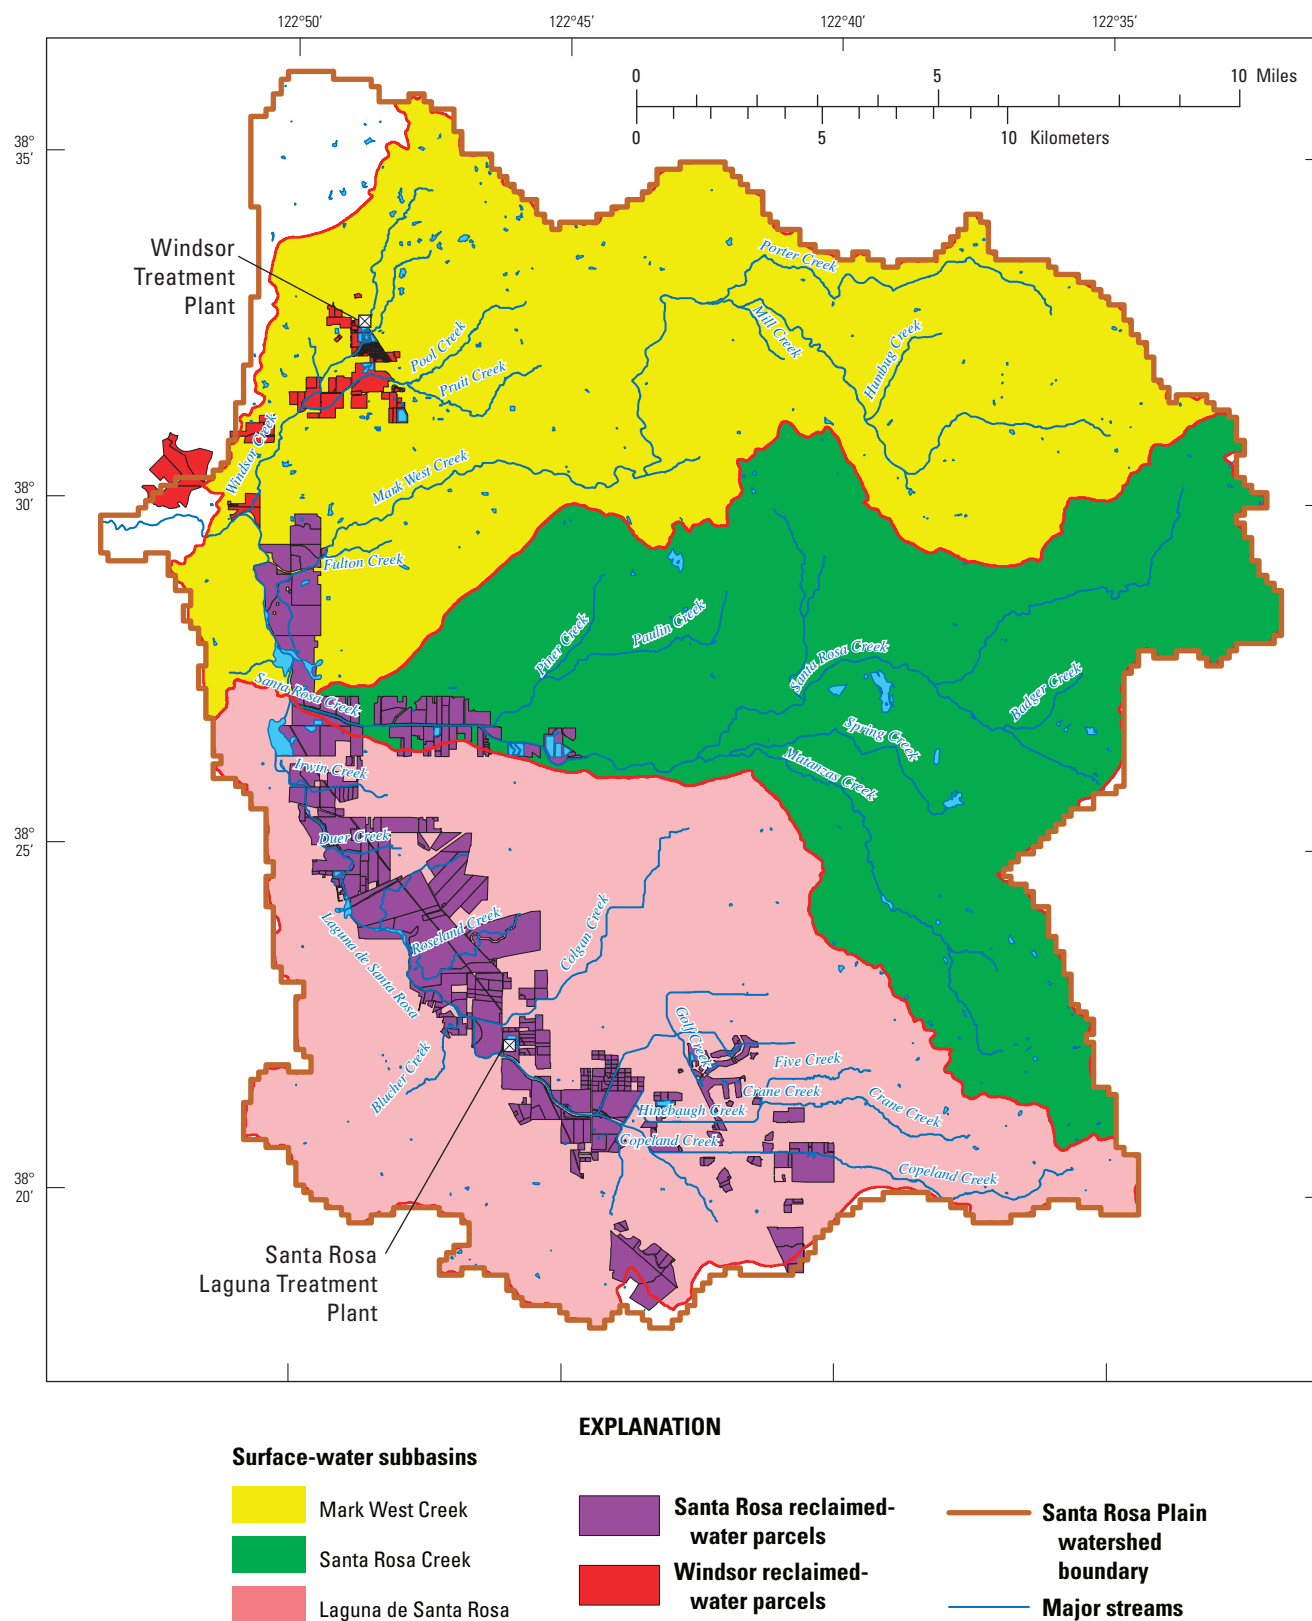 122°50′
122°45′
122°40′
122°35′
0
5
10 Miles
0
5
10
Kilometers
38°
35′
Windsor
Treatment
Plant
Porter Creek
Mill Creek
Humbug Creek
Pool Creek
Pruit Creek
Windsor Creek
Mark West Creek
38°
30′
Fulton Creek
Piner Creek
Paulin Creek
Santa Rosa Creek
Santa Rosa Creek
Badger Creek
Spring Creek
Matanzas Creek
Irwin Creek
38°
25′
Duer Creek
Roseland Creek
Colgan Creek
Laguna de Santa Rosa
Blucher Creek
Golf Creek
Five Creek
Crane Creek
Crane Creek
Hinebaugh Creek
Copeland Creek
Copeland Creek
38°
20′
Santa Rosa
Laguna Treatment
Plant
EXPLANATION
Surface-water subbasins
Mark West Creek
Santa Rosa Creek
Laguna de Santa Rosa
Santa Rosa reclaimed-
water parcels
Windsor reclaimed-
water parcels
Santa Rosa Plain
watershed
boundary
Major streams